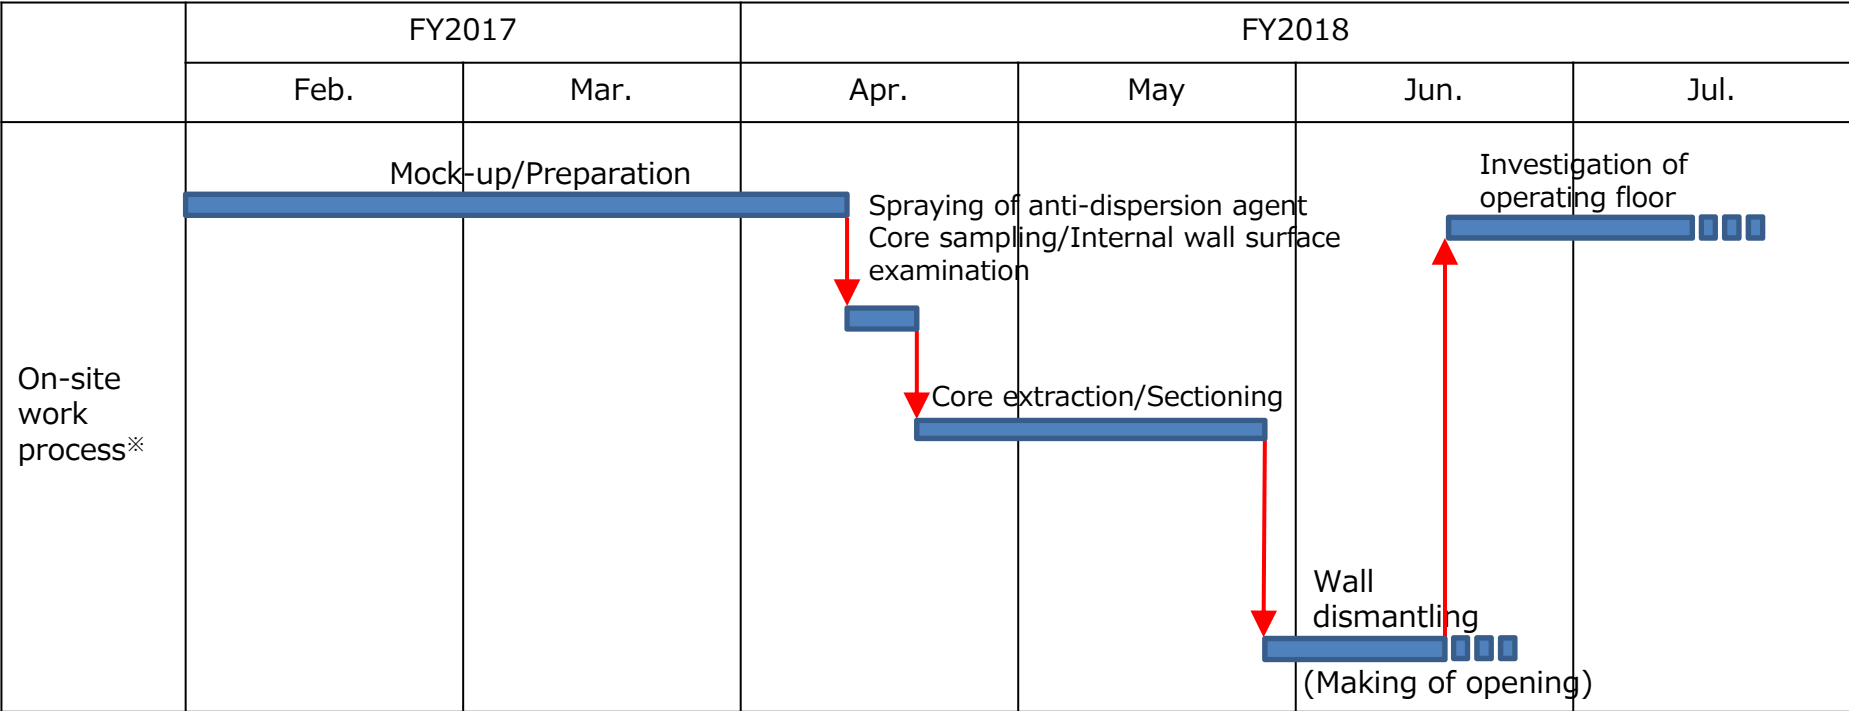 FY2017
FY2018
Feb.
Mar.
Apr.
May
Jun.
Jul.
On-site
work
process※
Mock-up/Preparation
Spraying of anti-dispersion agent
Core sampling/Internal wall surface
examination
Core extraction/Sectioning
Wall
dismantling
(Making of opening)
Investigation of
operating floor